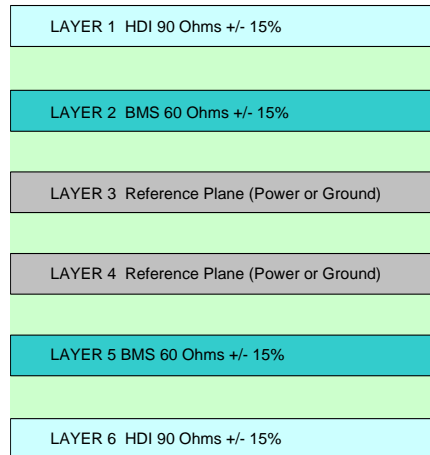 LAYER 1  HDI 90 Ohms +/- 15%
LAYER 2  BMS 60 Ohms +/- 15%
LAYER 3  Reference Plane (Power or Ground)
LAYER 4  Reference Plane (Power or Ground)
LAYER 5 BMS 60 Ohms +/- 15%
LAYER 6  HDI 90 Ohms +/- 15%